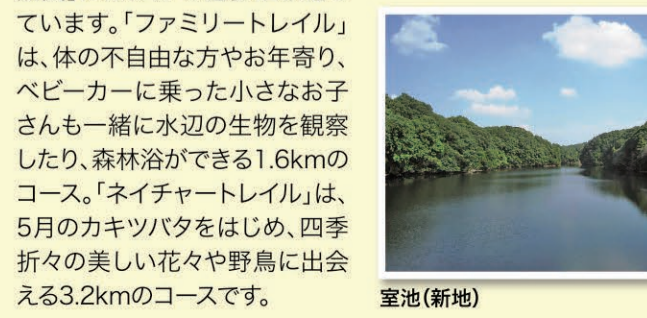 ています。「ファミリートレイル」
は、体の不自由な方やお年寄り、
ベビーカーに乗った小さなお子
さんも一緒に水辺の生物を観察
したり、森林浴ができる1.6kmの
コース。「ネイチャートレイル」は、
5月のカキツバタをはじめ、四季
折々の美しい花々や野鳥に出会
える3.2kmのコースです。
室池(新地)